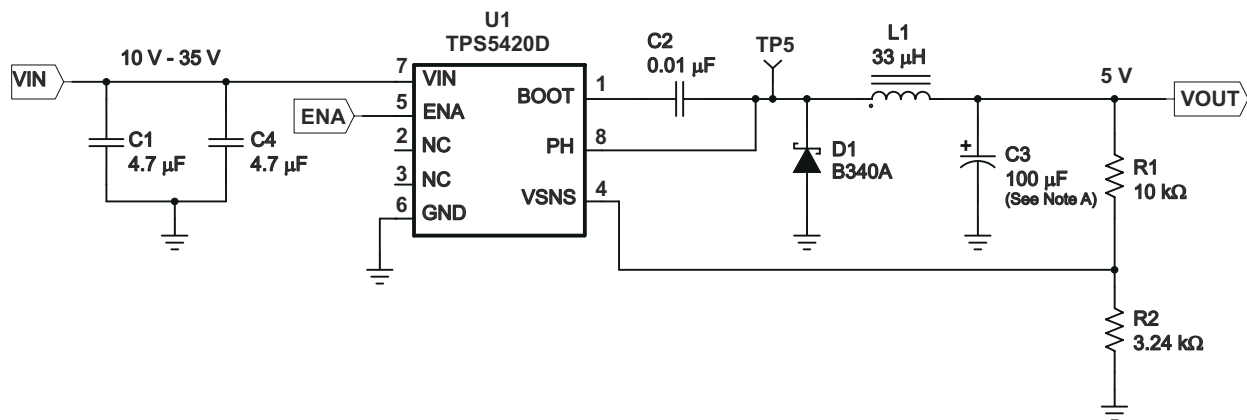 U1
TPS5420D
10 V - 35 V
VIN
7
VIN
5
ENA
ENA
2
NC
3
NC
6
GND
BOOT
1
PH
8
VSNS
4
C1
4.7 μF
C4
4.7 μF
C2
0.01 μF
TP5
L1
33 μH
5 V
VOUT
D1
B340A
+
C3
100 μF
(See Note A)
R1
10 kΩ
R2
3.24 kΩ